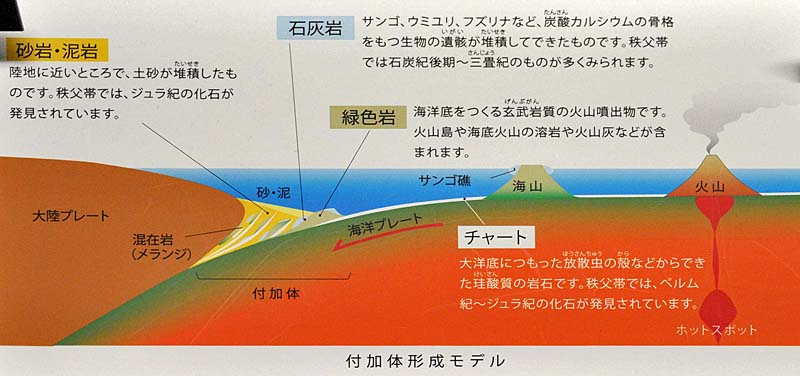 石灰岩
サンゴ、ウミユリ、フズリナなど、炭酸カルシウムの骨格
をもつ生物の遺骸が堆積してできたものです。秩父帯
では石炭紀後期〜三畳紀のものが多くみられます。
砂岩・泥岩
陸地に近いところで、土砂が堆積したも
のです。秩父帯では、ジュラ紀の化石が
発見されています。
緑色岩
海洋底をつくる玄武岩質の火山噴出物です。
火山島や海底火山の溶岩や火山灰などが含
まれます。
砂・泥
サンゴ礁
海山
火山
大陸プレート
混在岩
(メランジ)
海洋プレート
付加体
チャート
大洋底につもった放散虫の殻などからでき
た珪酸質の岩石です。秩父帯では、ペルム
紀〜ジュラ紀の化石が発見されています。
ホットスポット
付加体形成モデル